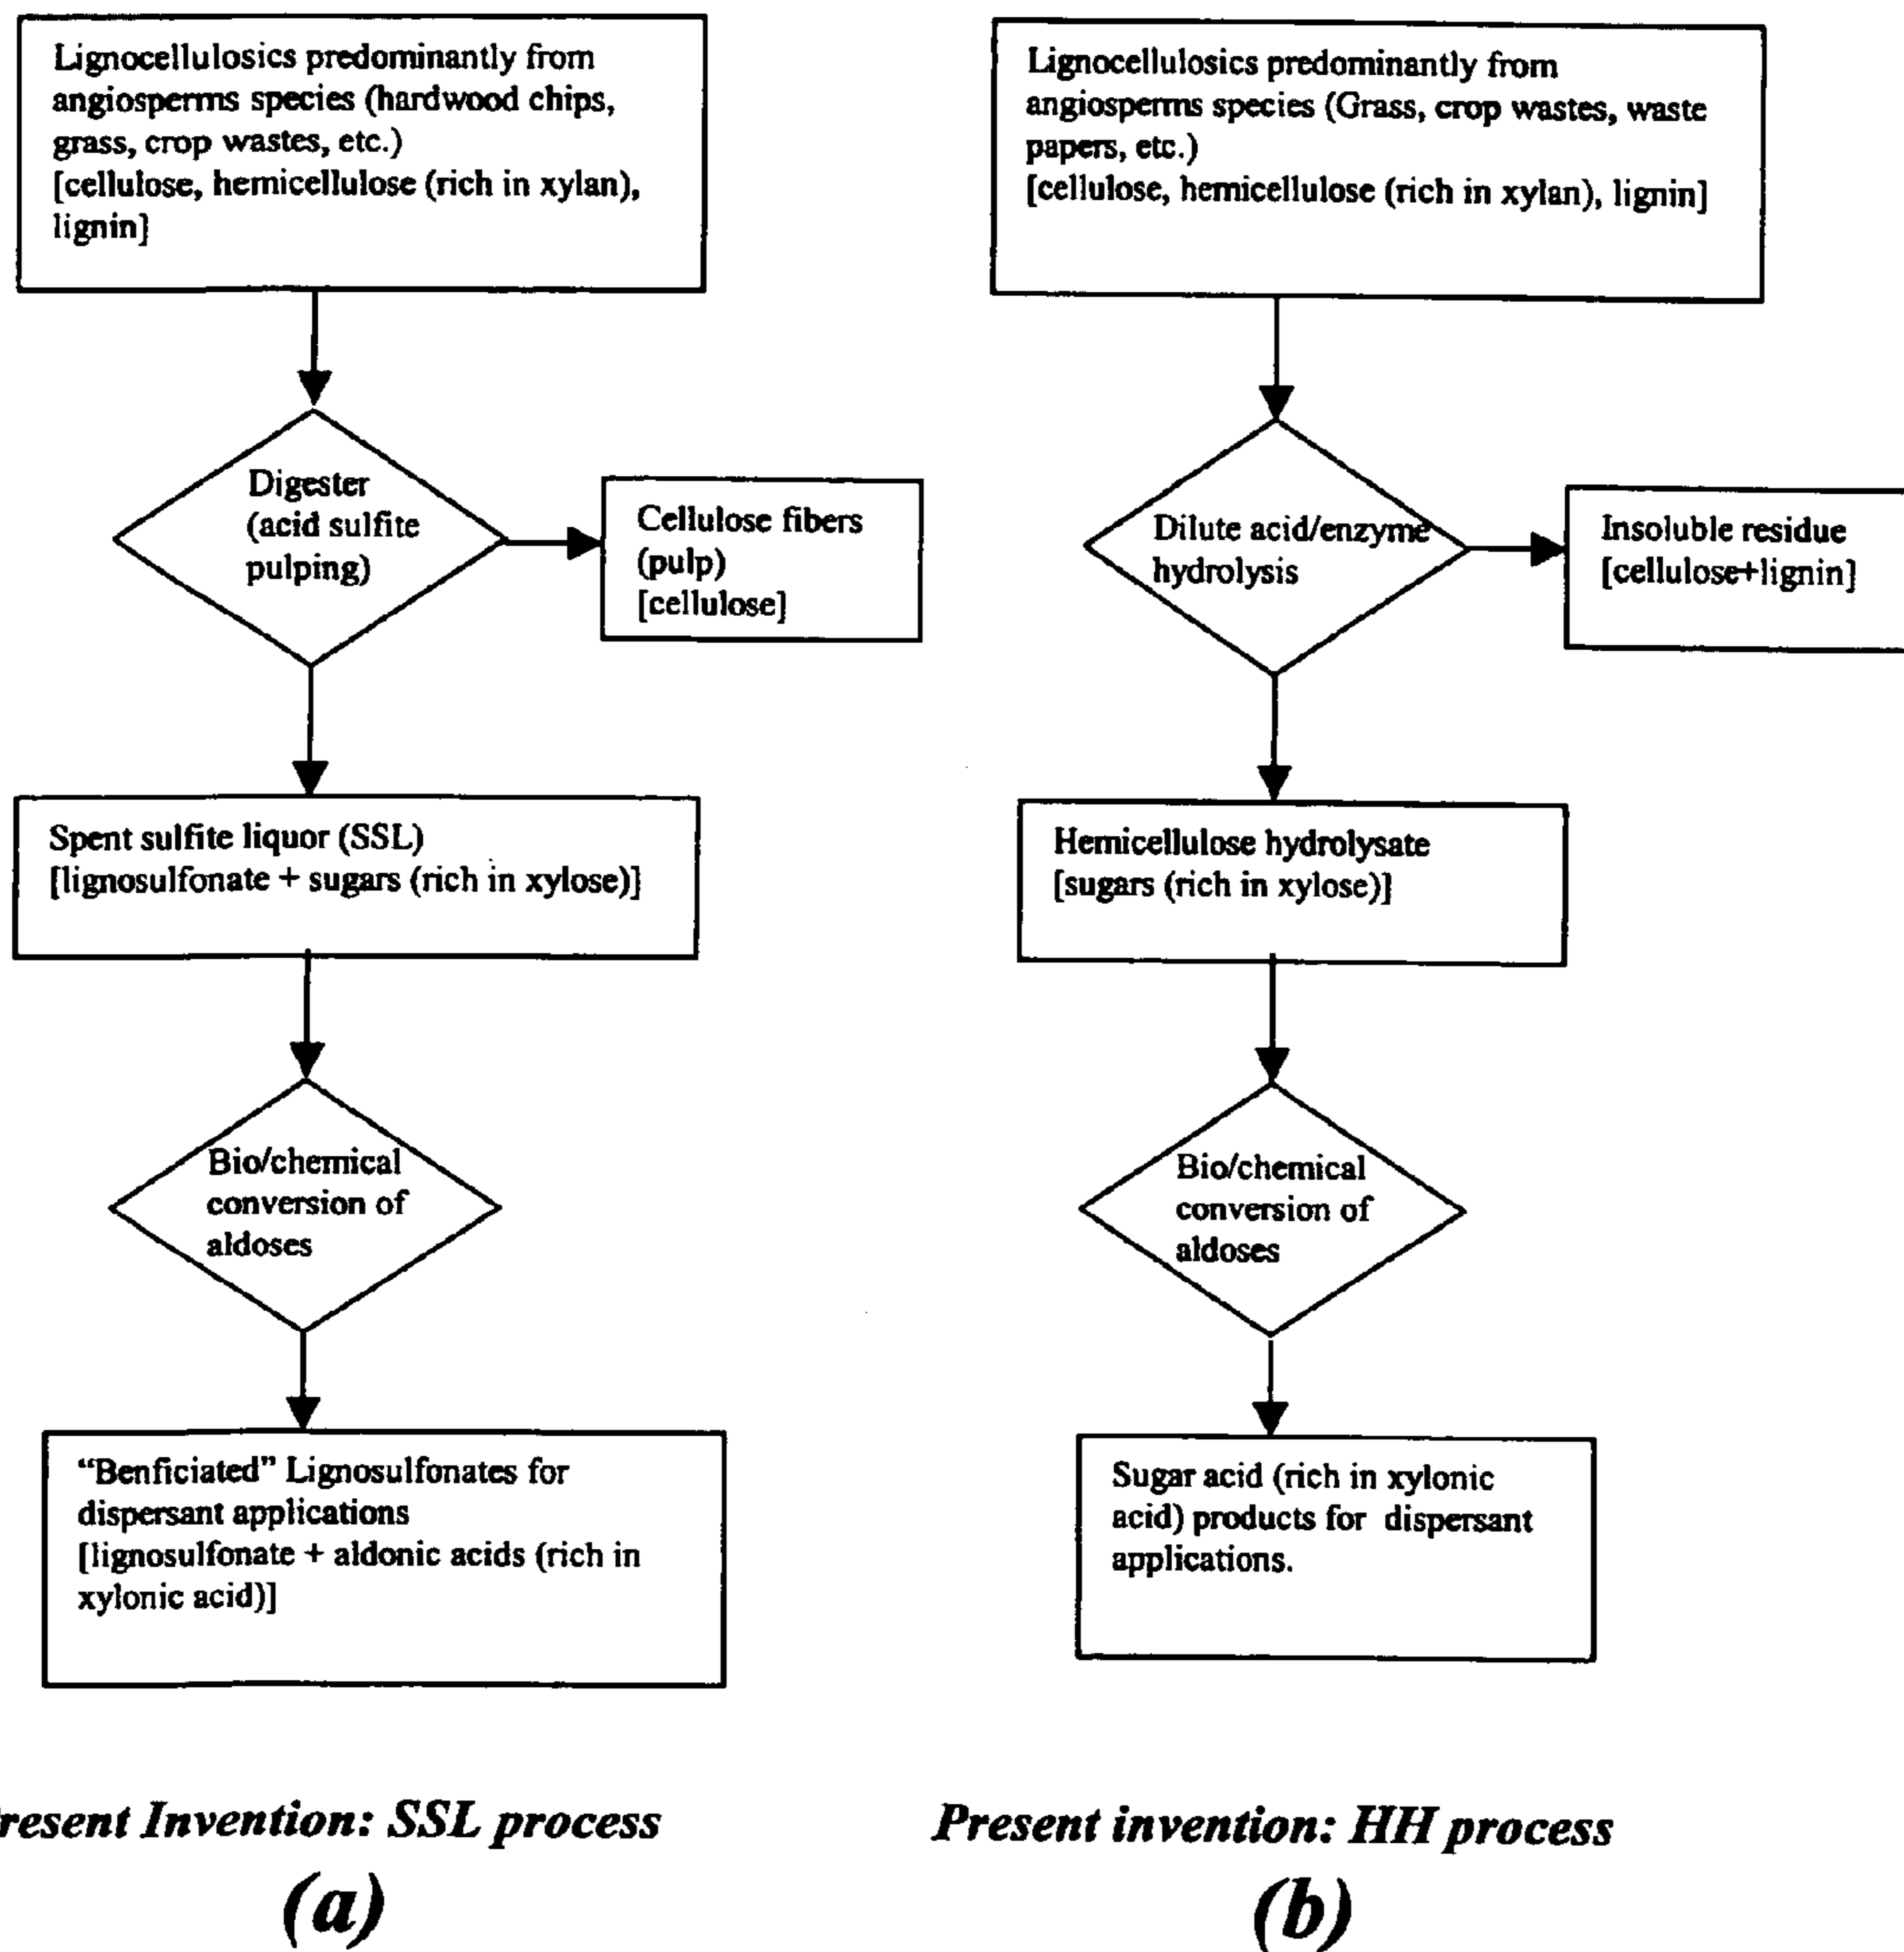 Lignocellulosics predominantly from
angiosperms species (hardwood chips,
grass, crop wastes, etc.)
[cellulose, hemicellulose (rich in xylan),
lignin]
Digester
(acid sulfite
pulping)
Cellulose fibers
(pulp)
[cellulose]
Spent sulfite liquor (SSL)
[lignosulfonate + sugars (rich in xylose)]
Bio/chemical
conversion of
aldoses
“Benficiated” Lignosulfonates for
dispersant applications
[lignosulfonate + aldonic acids (rich in
xylonic acid)]
resent Invention: SSL process
(a)
Lignocellulosics predominantly from
angiosperms species (Grass, crop wastes, waste
papers, etc.)
[cellulose, hemicellulose (rich in xylan), lignin]
Dilute acid/enzyme
hydrolysis
Insoluble residue
[cellulose+lignin]
Hemicellulose hydrolysate
[sugars (rich in xylose)]
Bio/chemical
conversion of
aldoses
Sugar acid (rich in xylonic
acid) products for dispersant
applications.
Present invention: HH process
(b)